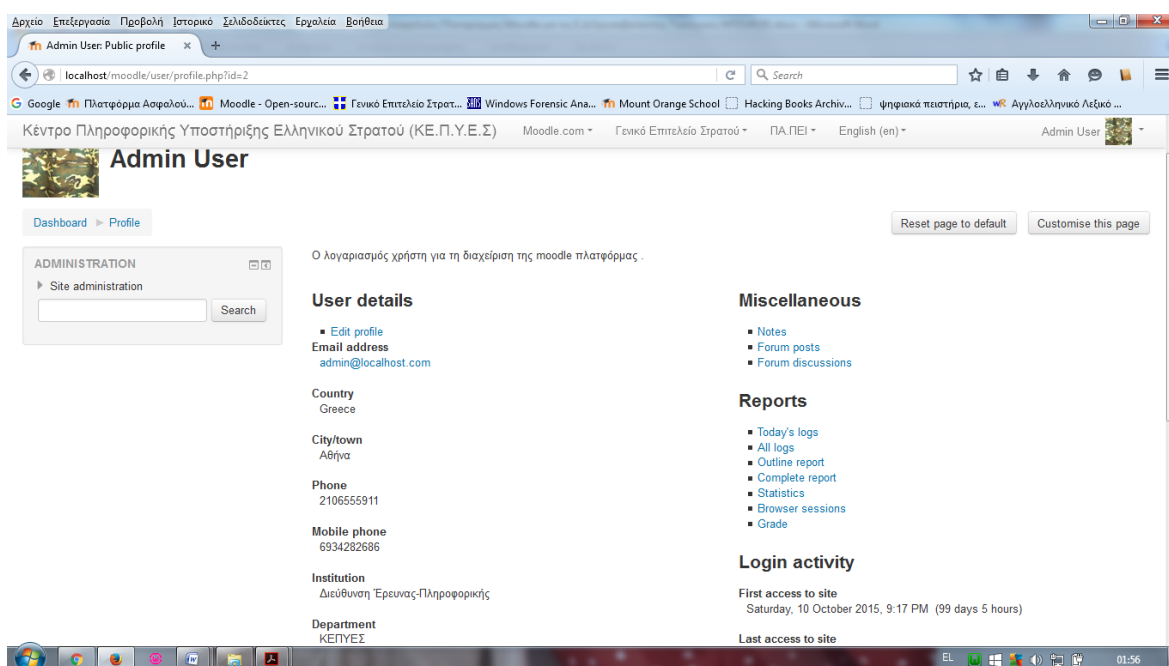 Αρχείο Επεξεργασία Προβολή Ιστορικό Σελιδοδείκτες Εργαλεία Βοήθεια
Admin User: Public profile × +
localhost/moodle/user/profile.php?id=2 Search
Google Πλατφόρμα Ασφαλού... Moodle - Open-sourc... Γενικό Επιτελείο Στρατ... Windows Forensic Ana... Mount Orange School Hacking Books Archiv... ψηφιακά πειστήρια, ε... Αγγλοελληνικό Λεξικό ...
Κέντρο Πληροφορικής Υποστήριξης Ελληνικού Στρατού (ΚΕ.Π.Υ.Ε.Σ) Moodle.com Γενικό Επιτελείο Στρατού ΠΑ.ΠΕΙ English (en) Admin User
Admin User
Dashboard Profile Reset page to default Customise this page
ADMINISTRATION
Site administration
Search
Ο λογαριασμός χρήστη για τη διαχείριση της moodle πλατφόρμας .
User details
Edit profile
Email address
admin@localhost.com
Country
Greece
City/town
Αθήνα
Phone
2106555911
Mobile phone
6934282686
Institution
Διεύθυνση Έρευνας-Πληροφορικής
Department
ΚΕΠΥΕΣ
Miscellaneous
Notes
Forum posts
Forum discussions
Reports
Today's logs
All logs
Outline report
Complete report
Statistics
Browser sessions
Grade
Login activity
First access to site
Saturday, 10 October 2015, 9:17 PM (99 days 5 hours)
Last access to site
EL 01:56